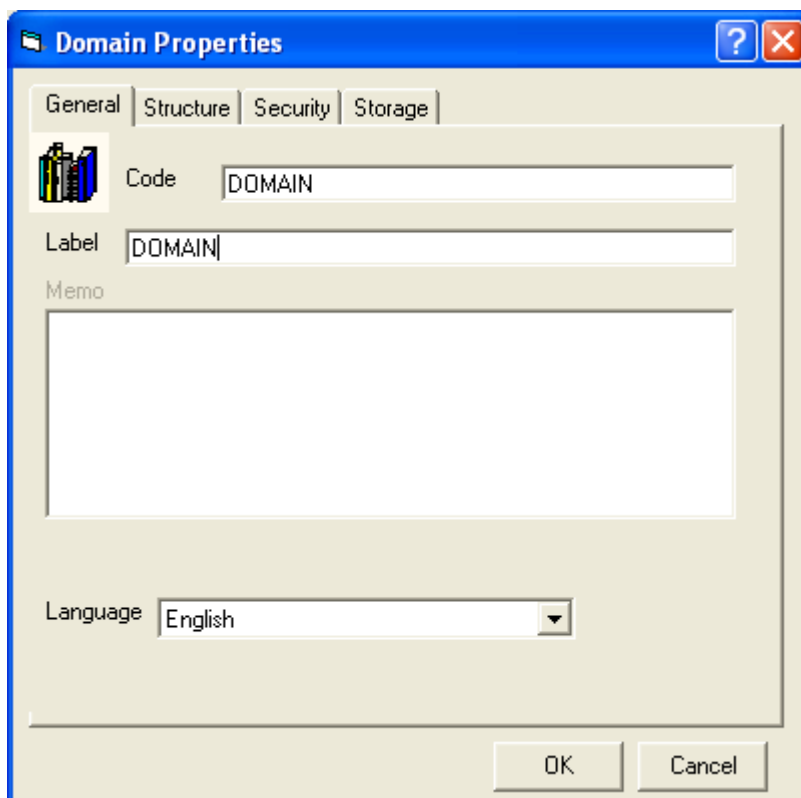 Domain Properties
General Structure Security Storage
Code DOMAIN
Label DOMAIN
Memo
Language English
OK Cancel